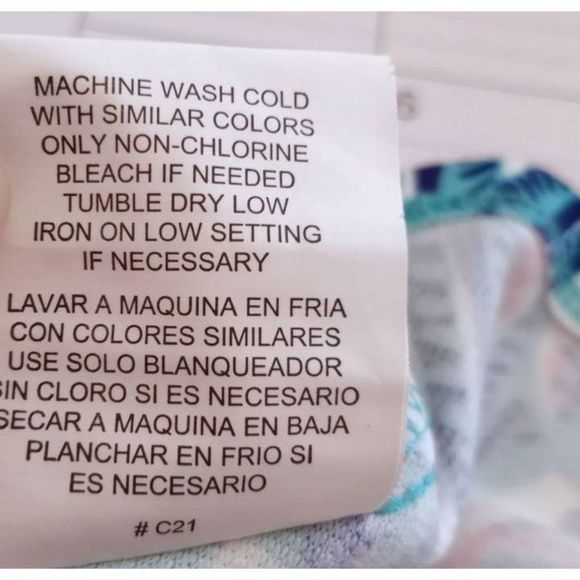 MACHINE WASH COLD
WITH SIMILAR COLORS
ONLY NON-CHLORINE
BLEACH IF NEEDED
TUMBLE DRY LOW
IRON ON LOW SETTING
IF NECESSARY
LAVAR A MAQUINA EN FRIA
CON COLORES SIMILARES
USE SOLO BLANQUEADOR
SIN CLORO SI ES NECESARIO
SECAR A MAQUINA EN BAJA
PLANCHAR EN FRIO SI
ES NECESARIO
# C21